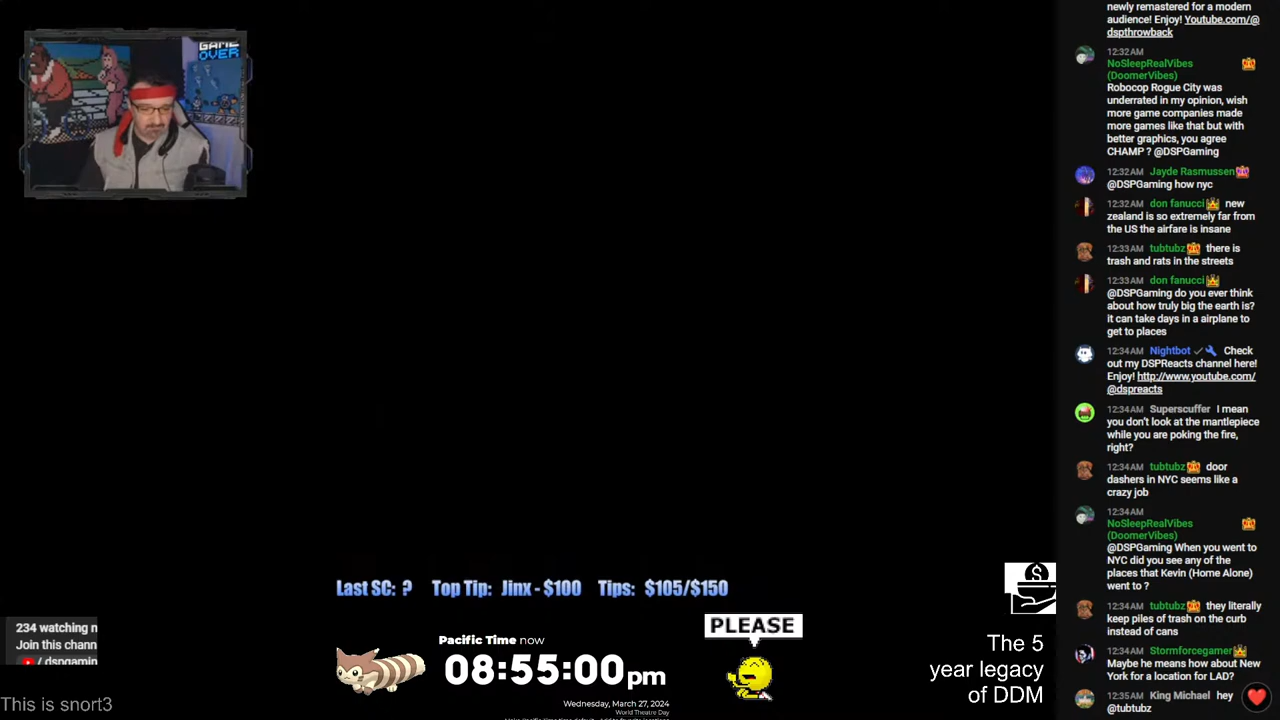 GAME
OVER
newly remastered for a modern
audience! Enjoy! Youtube.com/@
dspthrowback
12:32AM
NoSleepRealVibes
(DoomerVibes)
Robocop Rogue City was
underrated in my opinion, wish
more game companies made
more games like that but with
better graphics, you agree
CHAMP ? @DSPGaming
12:32AM Jayde Rasmussen
@DSPGaming how nyc
12:32AM don fanucci new
zealand is so extremely far from
the US the airfare is insane
12:33AM tubtubz there is
trash and rats in the streets
12:33AM don fanucci
@DSPGaming do you ever think
about how truly big the earth is?
it can take days in a airplane to
get to places
12:34AM Nightbot Check
out my DSPReacts channel here!
Enjoy! http://www.youtube.com/
@dspreacts
12:34AM Superscuffer I mean
you don't look at the mantlepiece
while you are poking the fire,
right?
12:34AM tubtubz door
dashers in NYC seems like a
crazy job
12:34AM
NoSleepRealVibes
(DoomerVibes)
@DSPGaming When you went to
NYC did you see any of the
places that Kevin (Home Alone)
went to ?
12:34AM tubtubz they literally
keep piles of trash on the curb
instead of cans
12:34AM Stormforcegamer
Maybe he means how about New
York for a location for LAD?
12:35AM King Michael hey
@tubtubz
Last SC: ? Top Tip: Jinx - $100 Tips: $105/$150
234 watching n
Join this chann
/ dspgamin
This is snort3
Pacific Time now
08:55:00pm
Wednesday, March 27, 2024
World Theatre Day
PLEASE
$
The 5
year legacy
of DDM